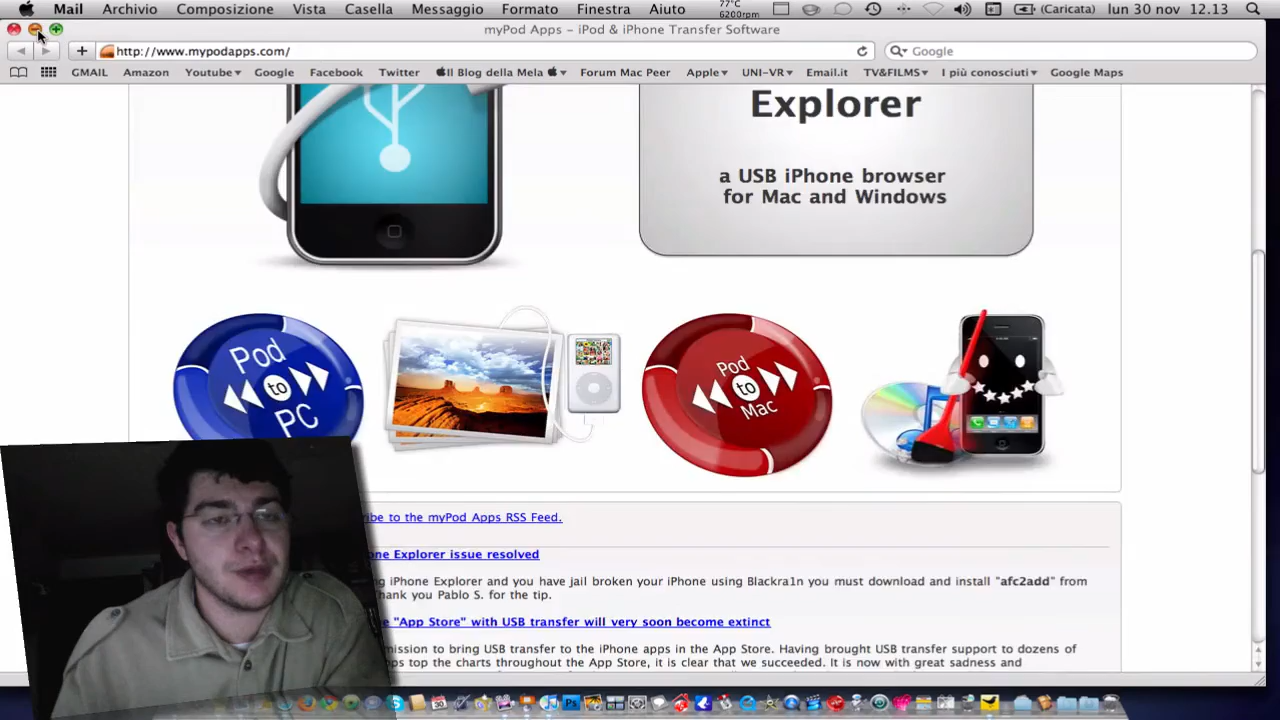 Mail Archivio Composizione Vista Casella Messaggio Formato Finestra Aiuto 77°C 6200rpm (Caricata) lun 30 nov 12.13
myPod Apps – iPod & iPhone Transfer Software
http://www.mypodapps.com/ Google
GMAIL Amazon Youtube Google Facebook Twitter Il Blog della Mela Forum Mac Peer Apple UNI-VR Email.it TV&FILMS I più conosciuti Google Maps
Explorer
a USB iPhone browser
for Mac and Windows
Pod to PC
Pod to Mac
ibe to the myPod Apps RSS Feed.
one Explorer issue resolved
ng iPhone Explorer and you have jail broken your iPhone using Blackra1n you must download and install "afc2add" from
hank you Pablo S. for the tip.
e "App Store" with USB transfer will very soon become extinct
mission to bring USB transfer to the iPhone apps in the App Store. Having brought USB transfer support to dozens of
ps top the charts throughout the App Store, it is clear that we succeeded. It is now with great sadness and